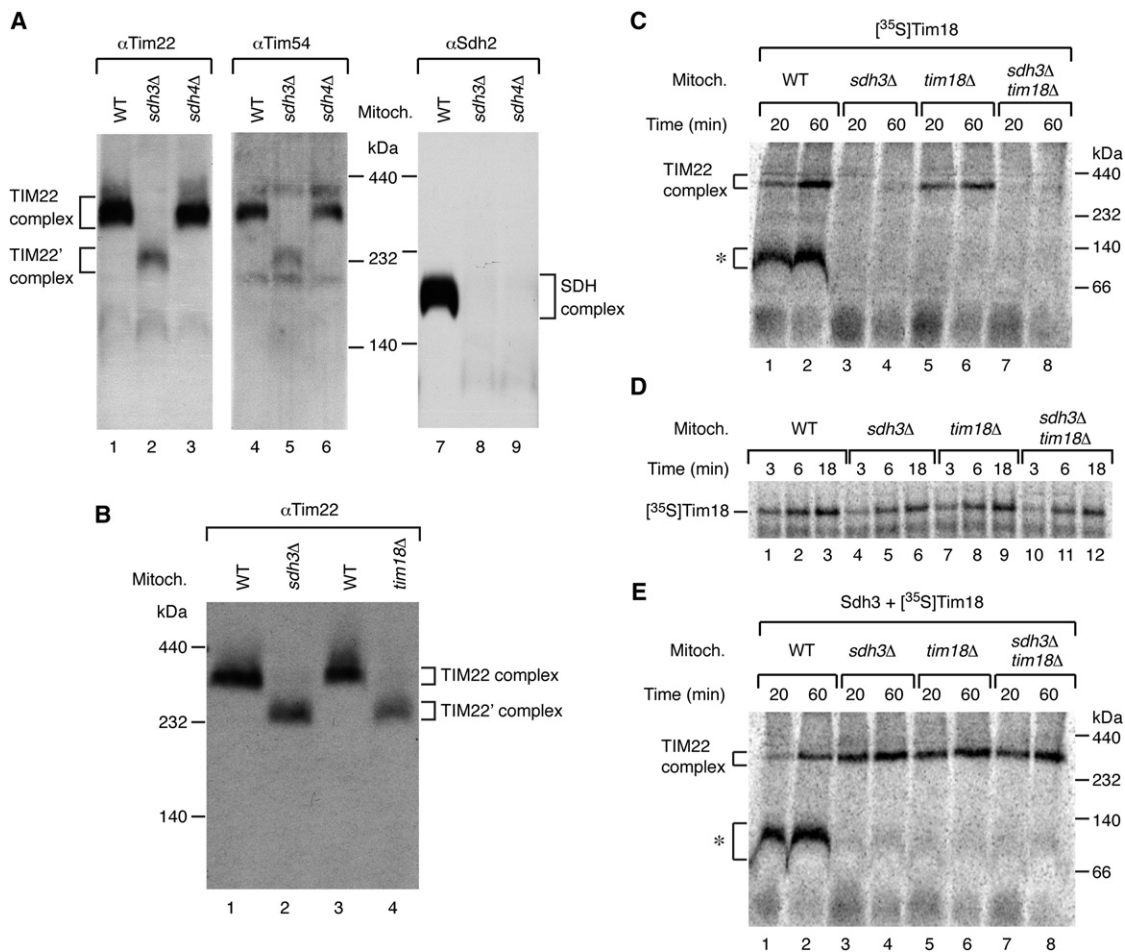 A
αTim22
αTim54
αSdh2
WT
sdh3Δ
sdh4Δ
WT
sdh3Δ
sdh4Δ
Mitoch.
WT
sdh3Δ
sdh4Δ
kDa
TIM22
complex
TIM22'
complex
440
232
140
SDH
complex
1 2 3 4 5 6 7 8 9
B
αTim22
Mitoch.
WT
sdh3Δ
WT
tim18Δ
kDa
440
232
140
TIM22 complex
TIM22' complex
1 2 3 4
C
[³⁵S]Tim18
Mitoch. WT sdh3Δ tim18Δ sdh3Δ
tim18Δ
Time (min) 20 60 20 60 20 60 20 60
TIM22
complex
*
kDa
440
232
140
66
1 2 3 4 5 6 7 8
D
Mitoch. WT sdh3Δ tim18Δ sdh3Δ
tim18Δ
Time (min) 3 6 18 3 6 18 3 6 18 3 6 18
[³⁵S]Tim18
1 2 3 4 5 6 7 8 9 10 11 12
E
Sdh3 + [³⁵S]Tim18
Mitoch. WT sdh3Δ tim18Δ sdh3Δ
tim18Δ
Time (min) 20 60 20 60 20 60 20 60
TIM22
complex
*
kDa
440
232
140
66
1 2 3 4 5 6 7 8